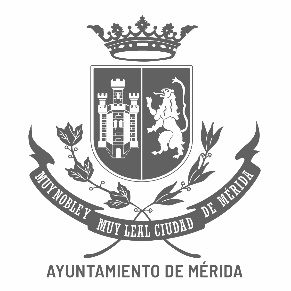 MUY NOBLE Y MUY LEAL CIUDAD DE MÉRIDA
AYUNTAMIENTO DE MÉRIDA